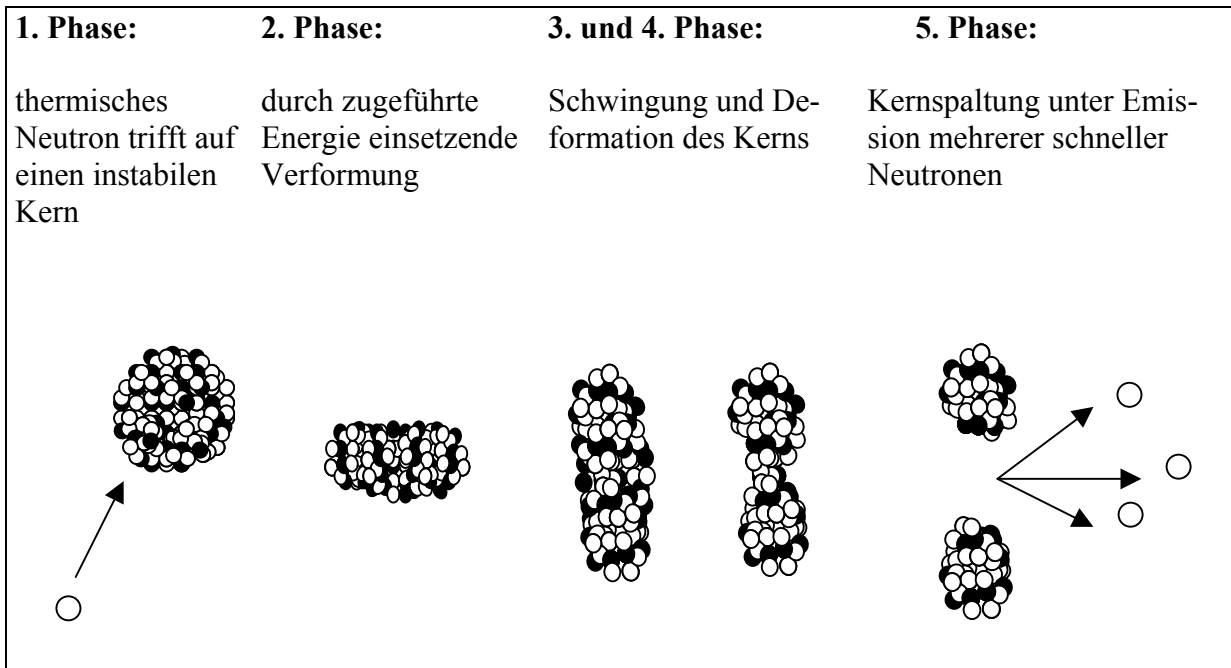 1. Phase:
thermisches
Neutron trifft auf
einen instabilen
Kern
2. Phase:
durch zugeführte
Energie einsetzende
Verformung
3. und 4. Phase:
Schwingung und De-
formation des Kerns
5. Phase:
Kernspaltung unter Emis-
sion mehrerer schneller
Neutronen